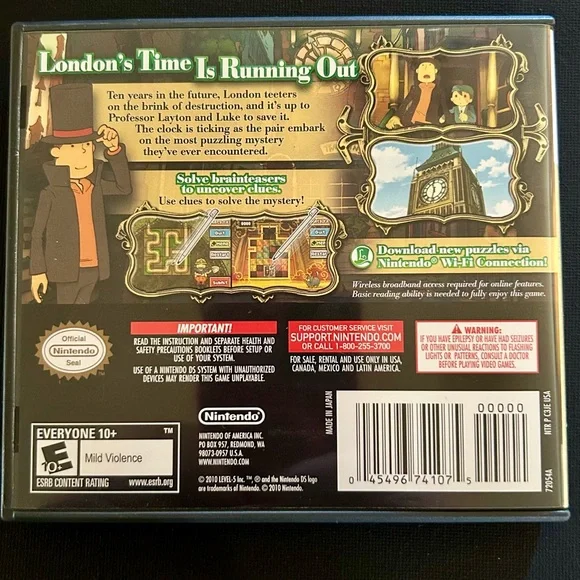 London's Time Is Running Out
Ten years in the future, London teeters
on the brink of destruction, and it's up to
Professor Layton and Luke to save it.
The clock is ticking as the pair embark
on the most puzzling mystery
they've ever encountered.
Solve brainteasers
to uncover clues.
Use clues to solve the mystery!
Download new puzzles via
Nintendo® Wi-Fi Connection!
Wireless broadband access required for online features.
Basic reading ability is needed to fully enjoy this game.
Official
Nintendo
Seal
IMPORTANT!
READ THE INSTRUCTION AND SEPARATE HEALTH AND
SAFETY PRECAUTIONS BOOKLETS BEFORE SETUP OR
USE OF YOUR SYSTEM.
USE OF A NINTENDO DS SYSTEM WITH UNAUTHORIZED
DEVICES MAY RENDER THIS GAME UNPLAYABLE.
FOR CUSTOMER SERVICE VISIT
SUPPORT.NINTENDO.COM
OR CALL 1-800-255-3700
FOR SALE, RENTAL AND USE ONLY IN USA,
CANADA, MEXICO AND LATIN AMERICA.
WARNING:
IF YOU HAVE EPILEPSY OR HAVE HAD SEIZURES
OR OTHER UNUSUAL REACTIONS TO FLASHING
LIGHTS OR PATTERNS, CONSULT A DOCTOR
BEFORE PLAYING VIDEO GAMES.
EVERYONE 10+ ™
E
10+
Mild Violence
ESRB CONTENT RATING www.esrb.org
Nintendo
NINTENDO OF AMERICA INC.
PO BOX 957, REDMOND, WA
98073-0957 U.S.A.
WWW.NINTENDO.COM
© 2010 LEVEL-5 Inc. ™, ® and the Nintendo DS logo
are trademarks of Nintendo. © 2010 Nintendo.
MADE IN JAPAN
00000
0 45496 74107 5
NTR P C3JE USA
72054A